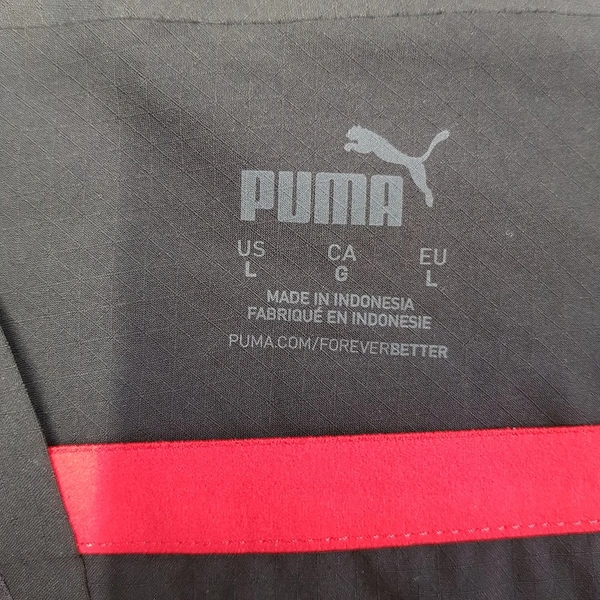 PUMA
US CA EU
L G L
MADE IN INDONESIA
FABRIQUÉ EN INDONESIE
PUMA.COM/FOREVERBETTER